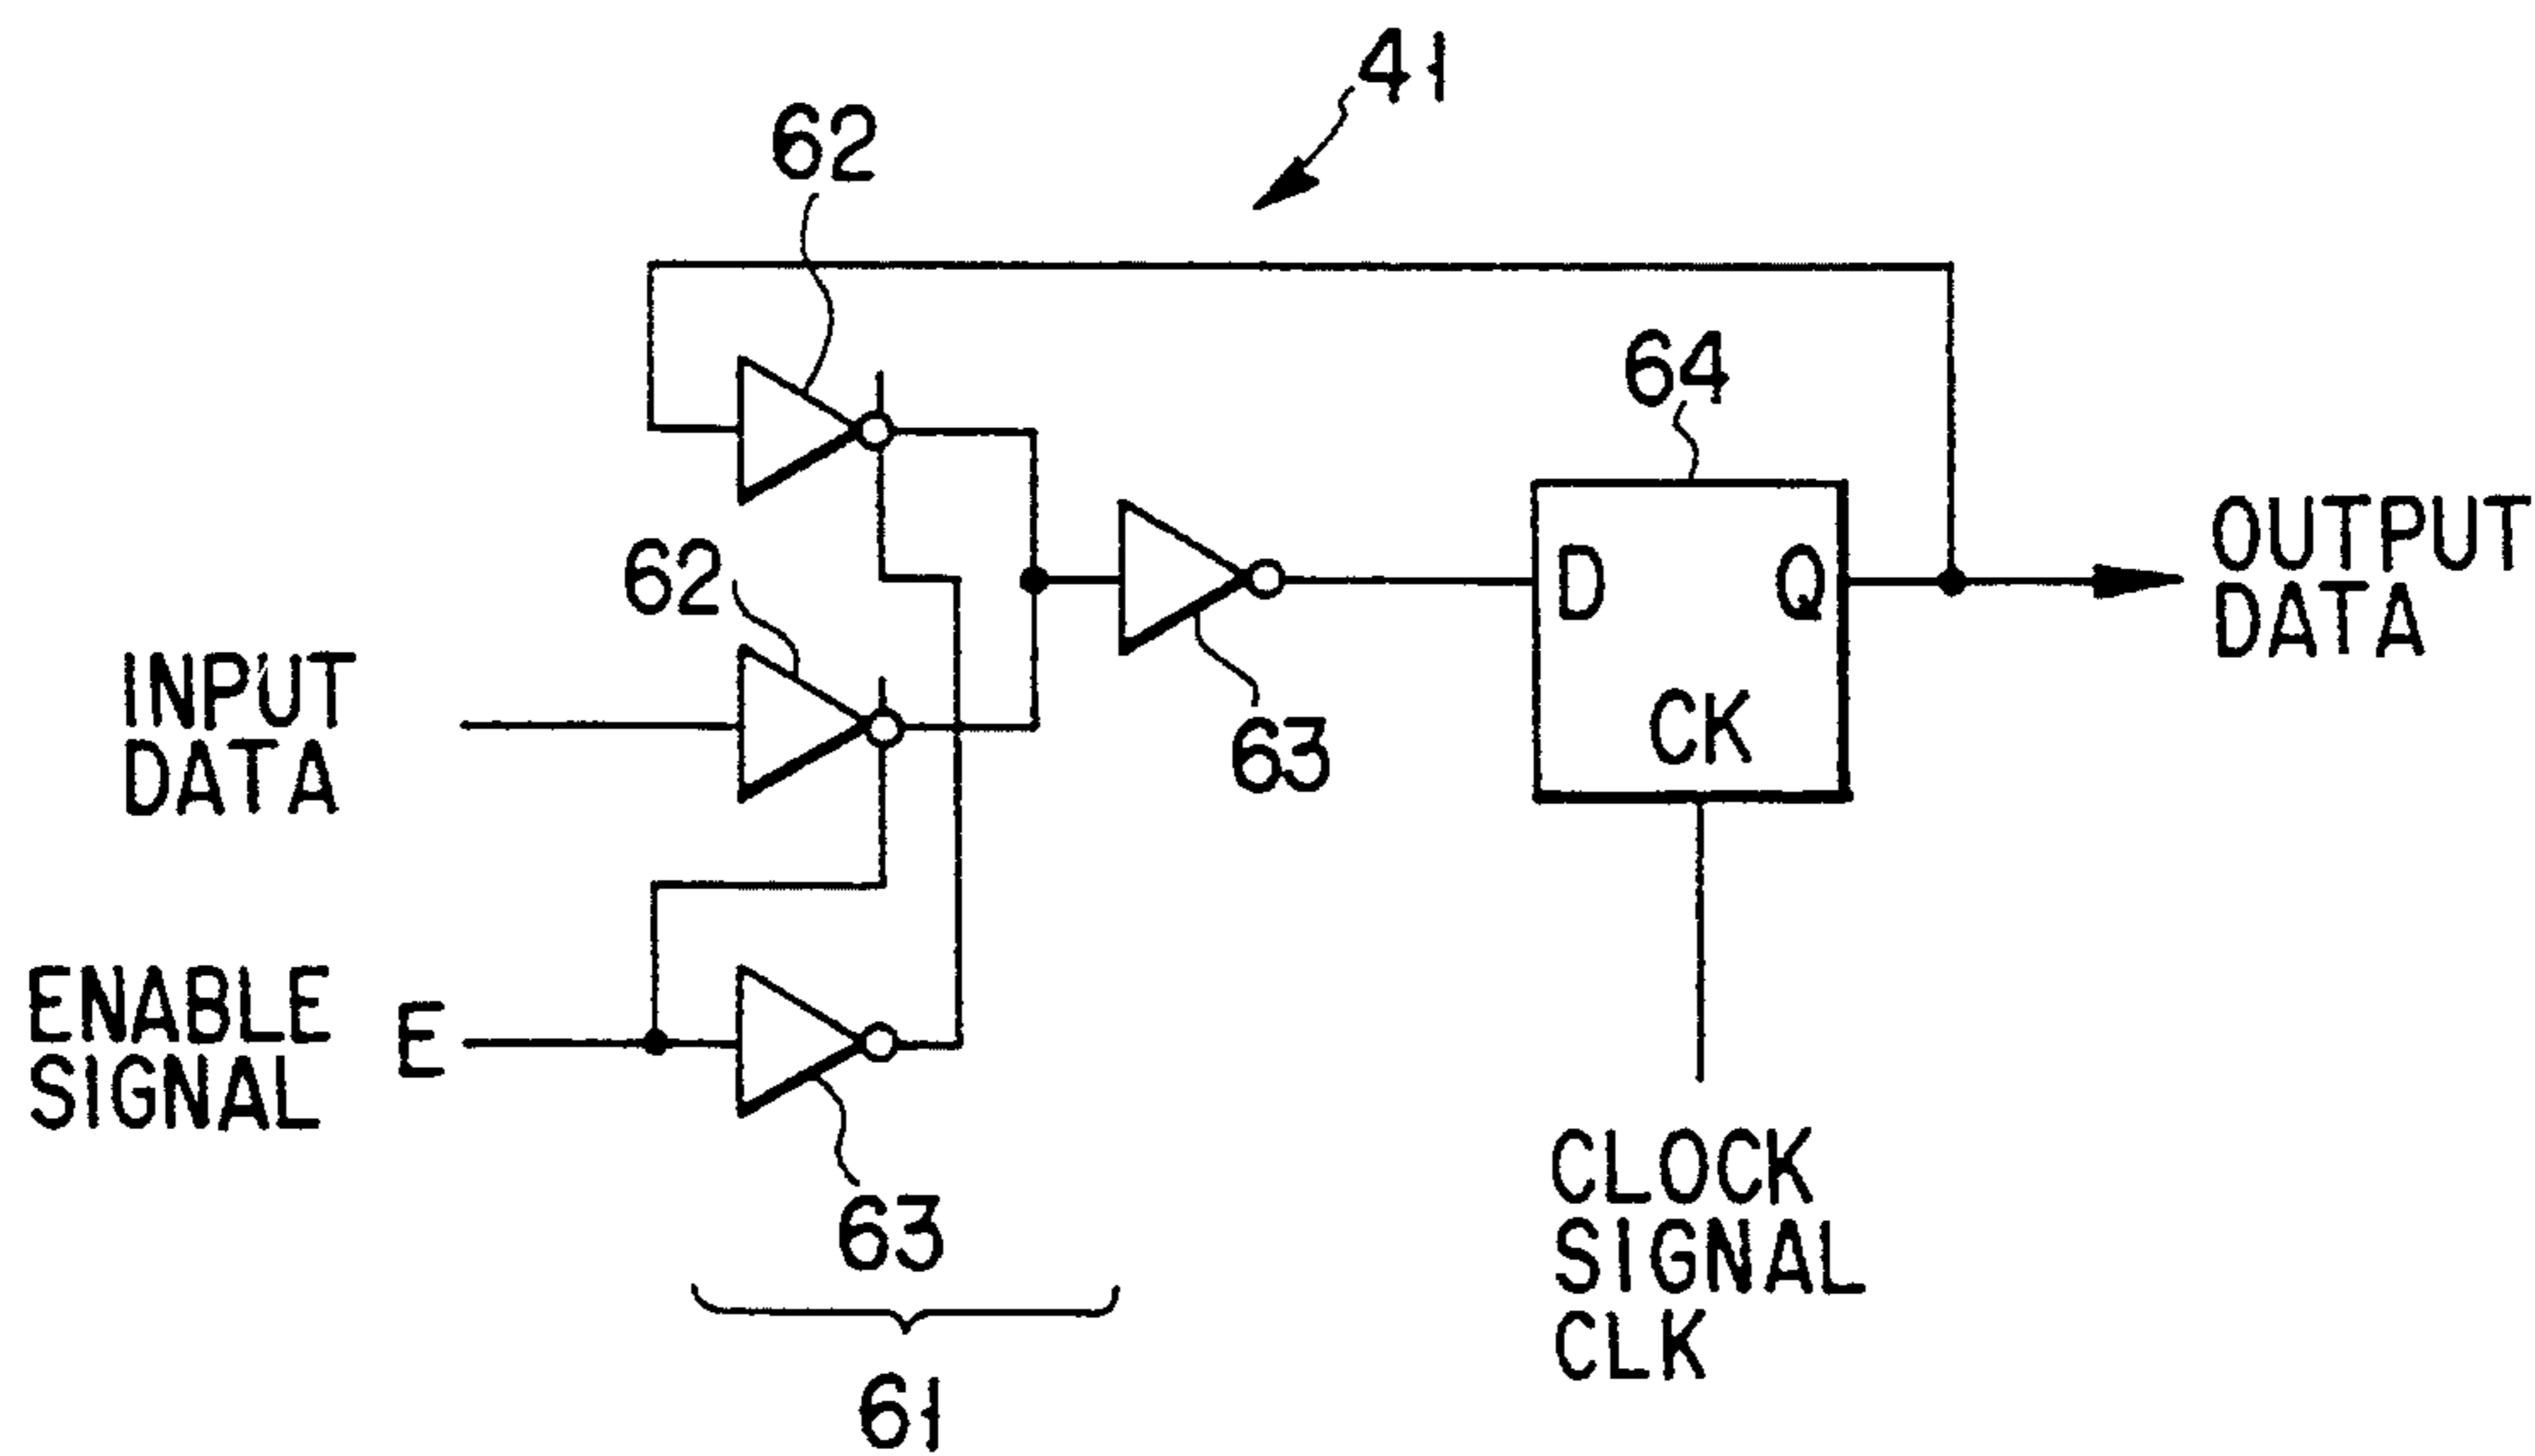 41
62
64
62
D Q
OUTPUT
DATA
INPUT
DATA
CK
63
ENABLE
SIGNAL
E
63
CLOCK
SIGNAL
CLK
61